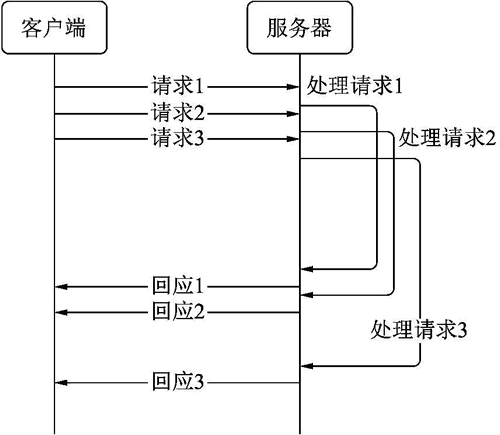 客户端
服务器
请求1
处理请求1
请求2
请求3
处理请求2
回应1
回应2
处理请求3
回应3